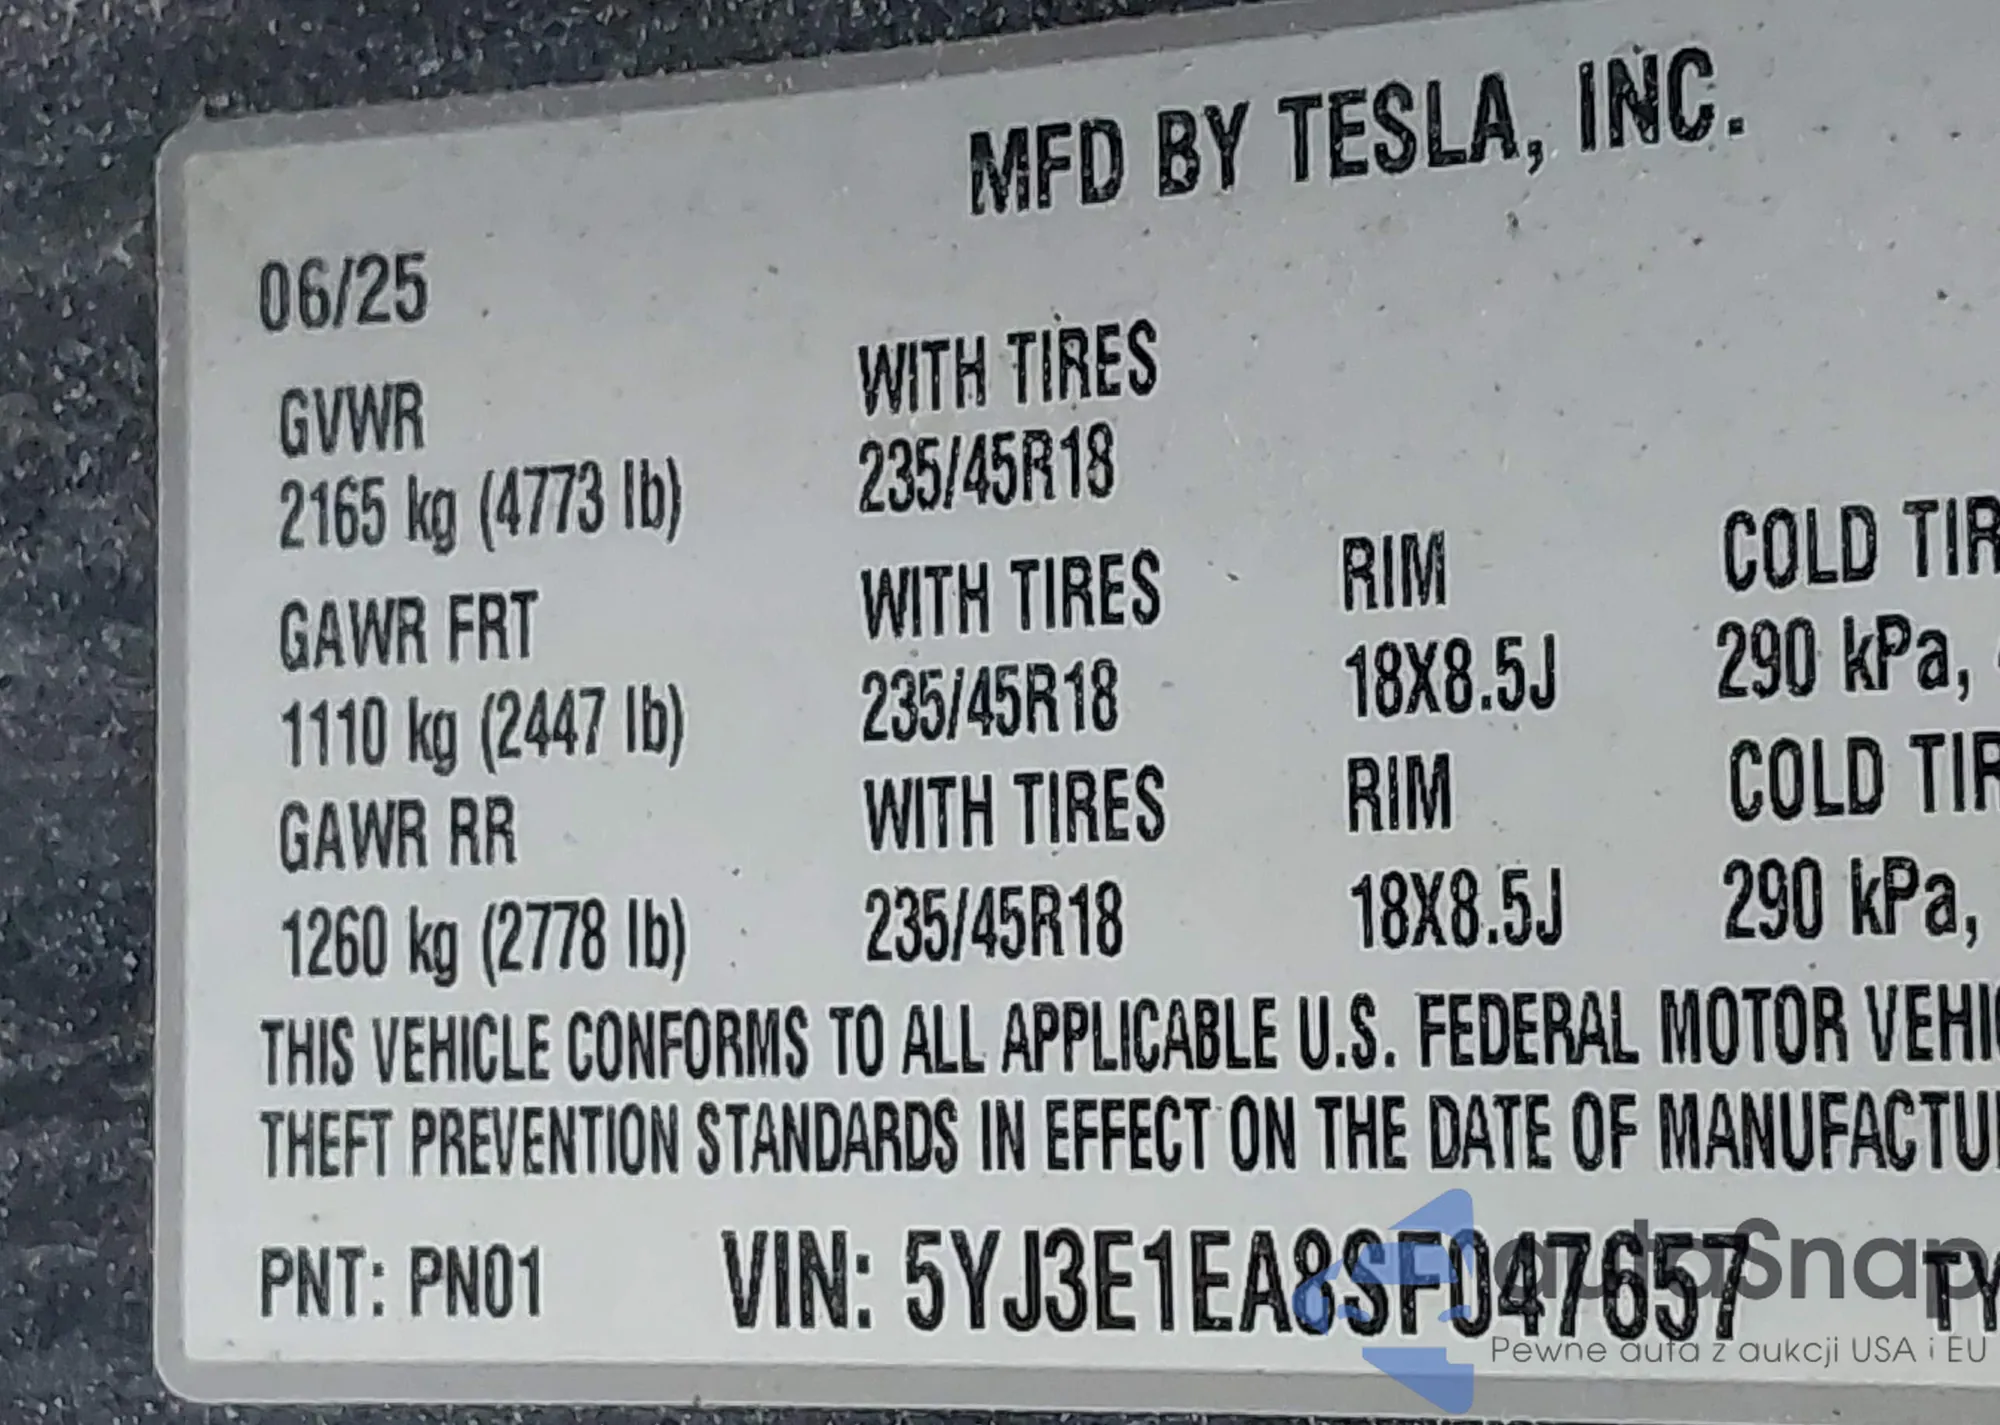 MFD BY TESLA, INC.
06/25
GVWR
2165 kg (4773 lb)
WITH TIRES
235/45R18
GAWR FRT
1110 kg (2447 lb)
WITH TIRES
235/45R18
RIM
18X8.5J
COLD TIR
290 kPa,
GAWR RR
1260 kg (2778 lb)
WITH TIRES
235/45R18
RIM
18X8.5J
COLD TIR
290 kPa,
THIS VEHICLE CONFORMS TO ALL APPLICABLE U.S. FEDERAL MOTOR VEHIC
THEFT PREVENTION STANDARDS IN EFFECT ON THE DATE OF MANUFACTU
PNT: PN01
VIN: 5YJ3E1EA8SF047657
TY
autoSnap
Pewne auta z aukcji USA i EU